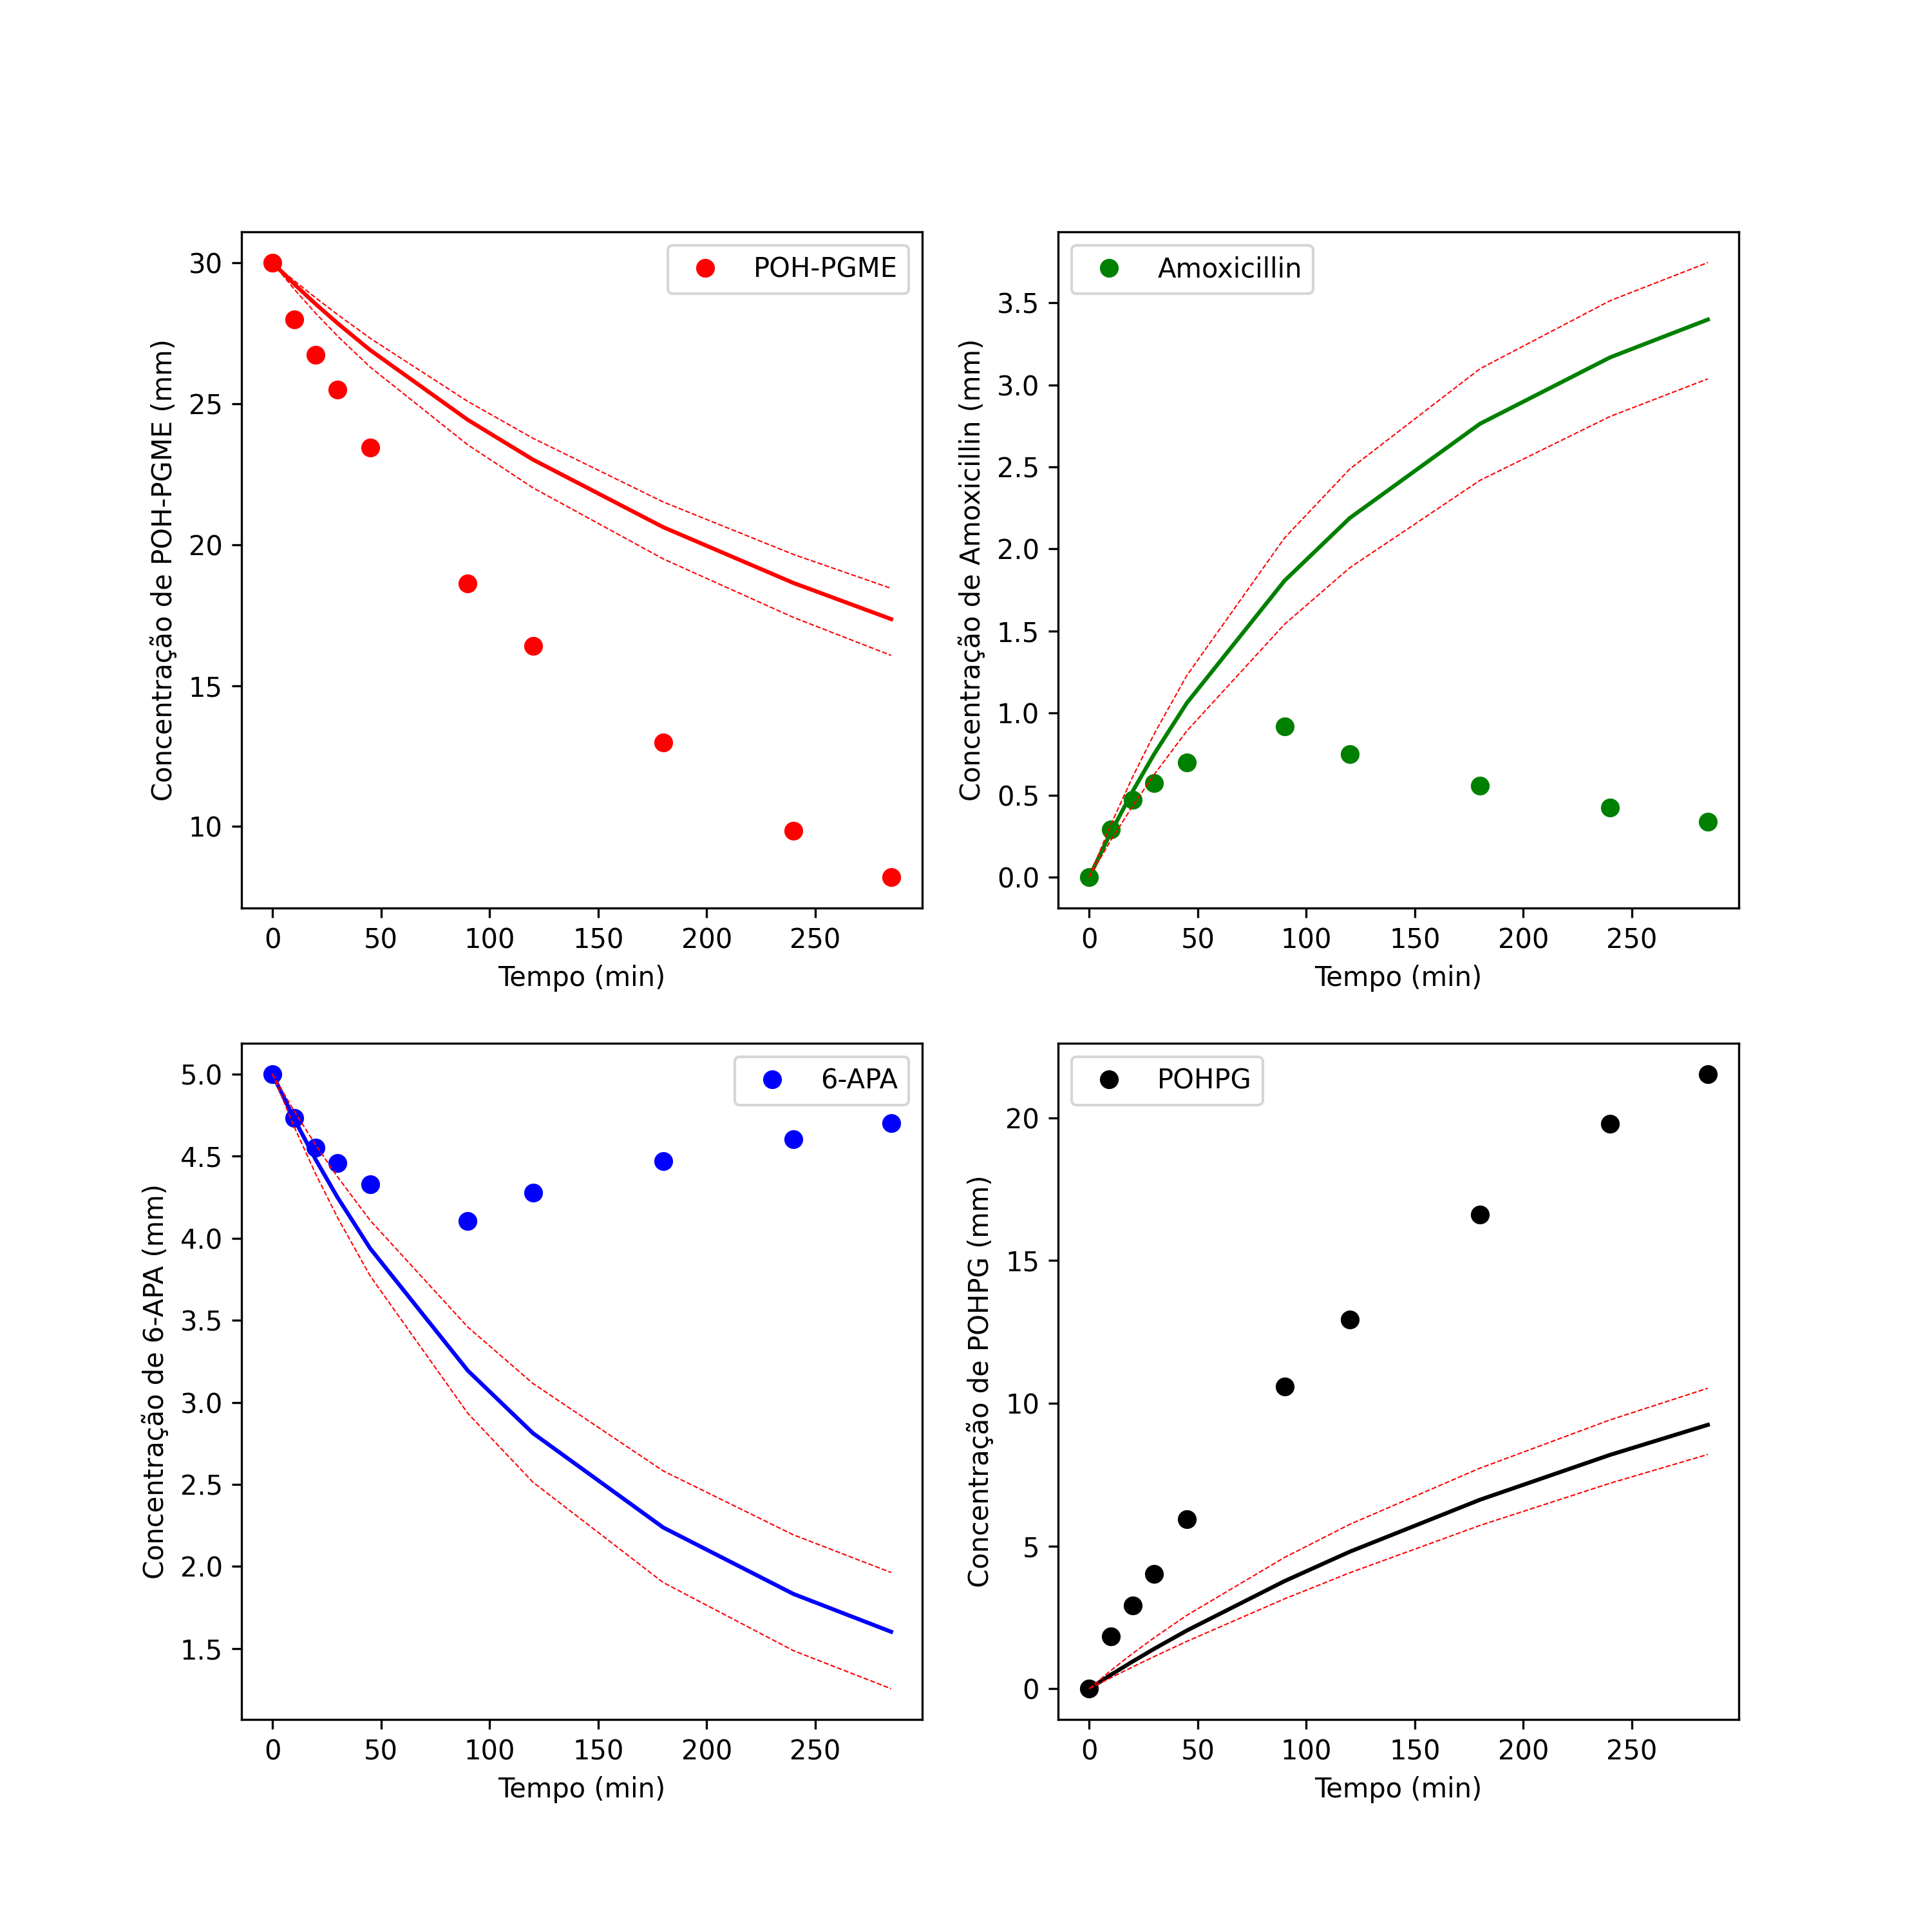 POH-PGME
30
25
20
15
10
Concentração de POH-PGME (mm)
0 50 100 150 200 250
Tempo (min)
Amoxicillin
3.5
3.0
2.5
2.0
1.5
1.0
0.5
0.0
Concentração de Amoxicillin (mm)
0 50 100 150 200 250
Tempo (min)
6-APA
5.0
4.5
4.0
3.5
3.0
2.5
2.0
1.5
Concentração de 6-APA (mm)
0 50 100 150 200 250
Tempo (min)
POHPG
20
15
10
5
0
Concentração de POHPG (mm)
0 50 100 150 200 250
Tempo (min)